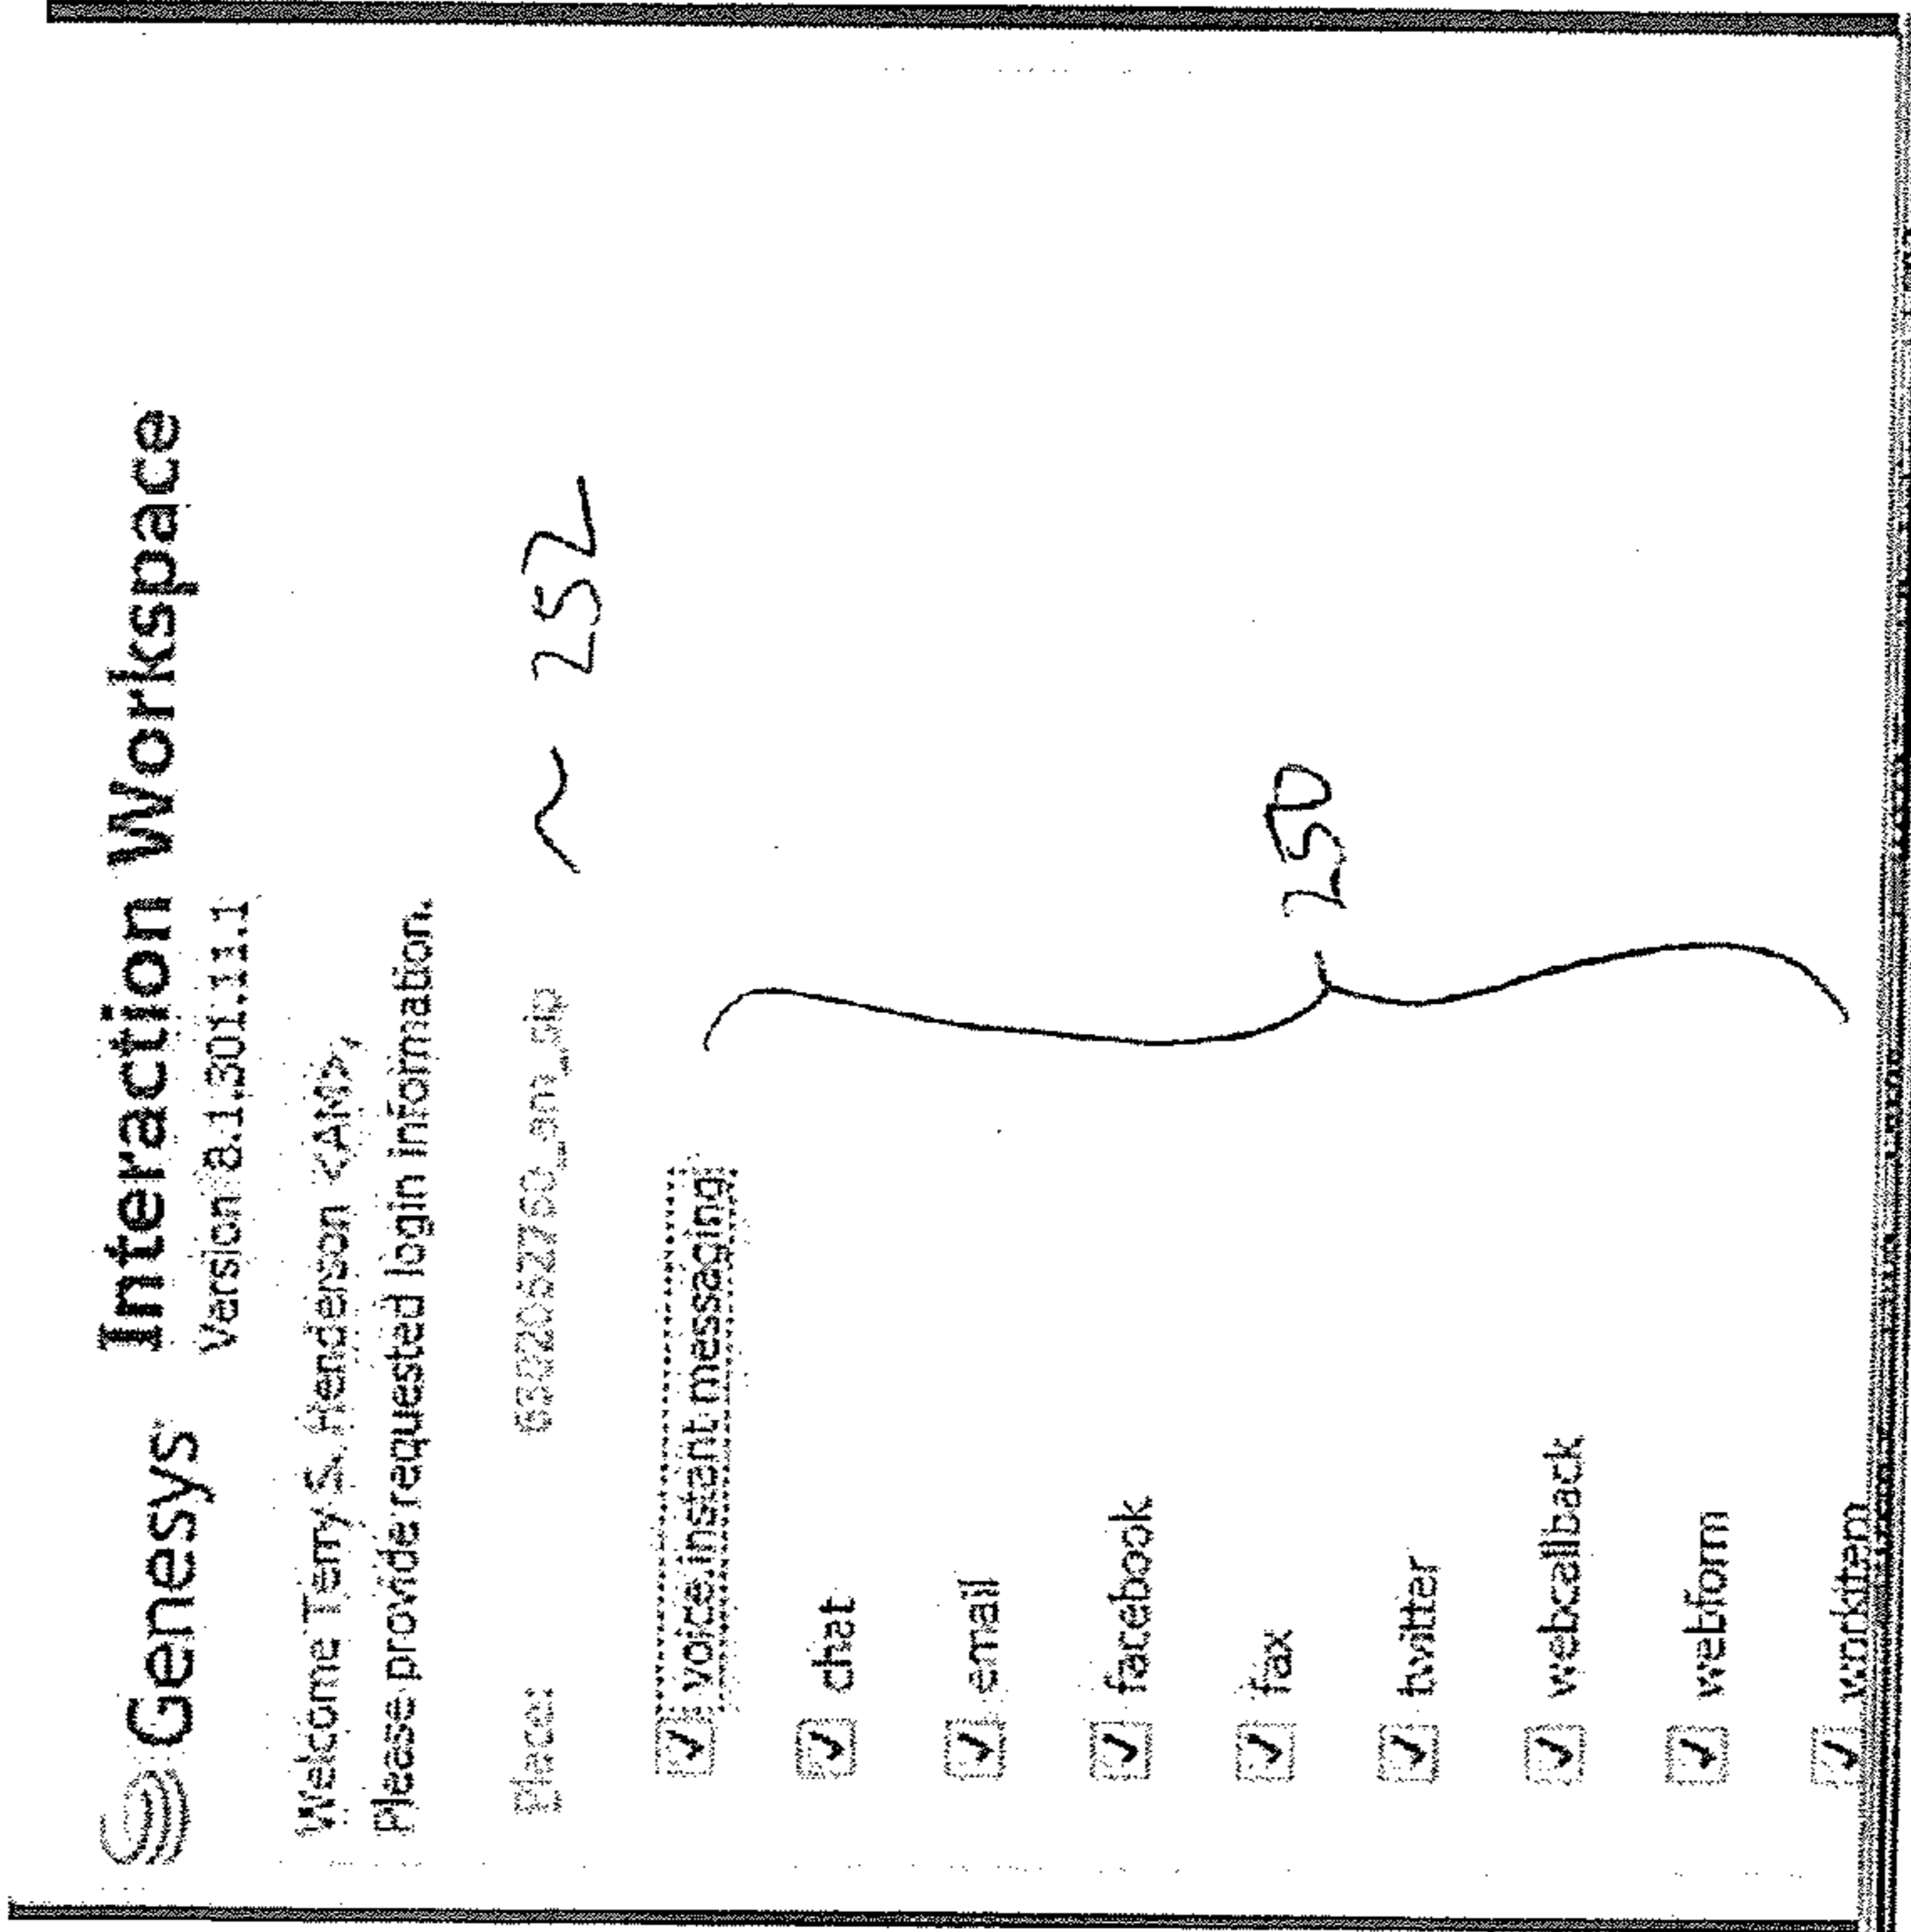 Genesys Interaction Workspace
Version 8.1.301.11.1
Welcome Terry S. Henderson <AM>,
Please provide requested login information.
Place: 252
voice.instant messaging
chat
email
facebook
fax
twitter
webcallback
webform
workitem
250